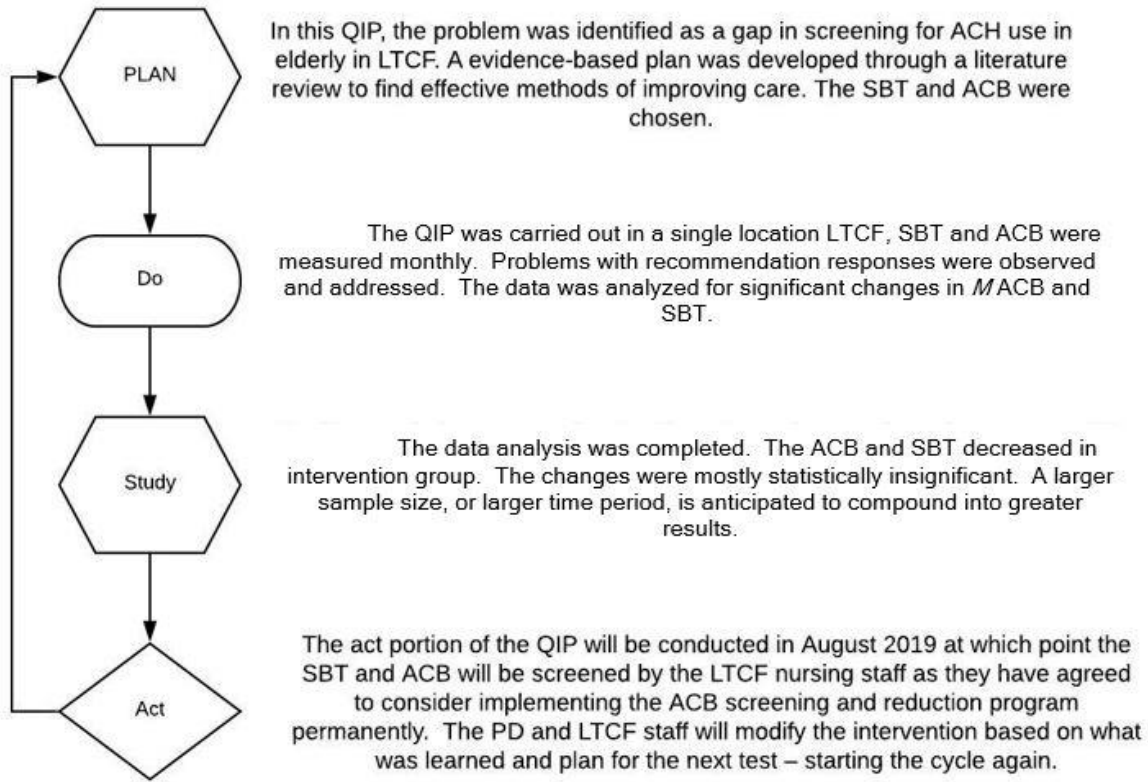 PLAN
In this QIP, the problem was identified as a gap in screening for ACH use in
elderly in LTCF. A evidence-based plan was developed through a literature
review to find effective methods of improving care. The SBT and ACB were
chosen.
Do
The QIP was carried out in a single location LTCF, SBT and ACB were
measured monthly. Problems with recommendation responses were observed
and addressed. The data was analyzed for significant changes in M ACB and
SBT.
Study
The data analysis was completed. The ACB and SBT decreased in
intervention group. The changes were mostly statistically insignificant. A larger
sample size, or larger time period, is anticipated to compound into greater
results.
Act
The act portion of the QIP will be conducted in August 2019 at which point the
SBT and ACB will be screened by the LTCF nursing staff as they have agreed
to consider implementing the ACB screening and reduction program
permanently. The PD and LTCF staff will modify the intervention based on what
was learned and plan for the next test – starting the cycle again.